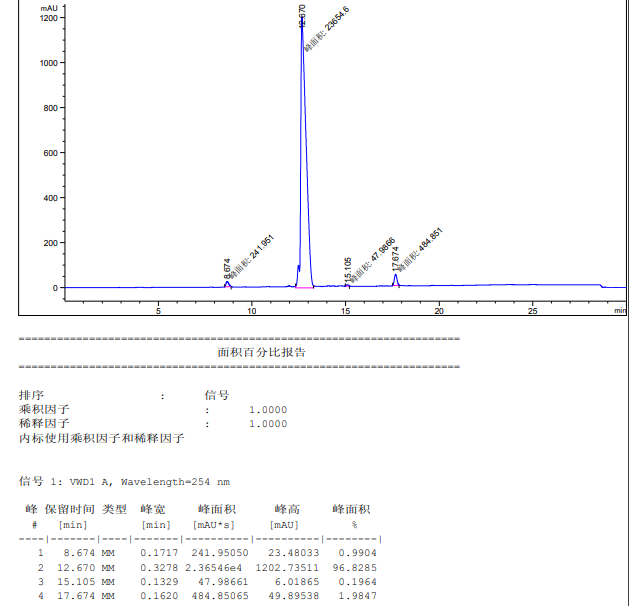 mAU
1200
1000
800
600
400
200
0
12.670
峰面积: 23654.6
8.674
峰面积: 241.951
15.105
峰面积: 47.9866
17.674
峰面积: 484.851
5 10 15 20 25 min
=====================================================================
面积百分比报告
=====================================================================
排序 : 信号
乘积因子 : 1.0000
稀释因子 : 1.0000
内标使用乘积因子和稀释因子
信号 1: VWD1 A, Wavelength=254 nm
峰 保留时间 类型 峰宽 峰面积 峰高 峰面积
# [min] [min] [mAU*s] [mAU] %
----|-------|----|-------|----------|----------|--------|
1 8.674 MM 0.1717 241.95050 23.48033 0.9904
2 12.670 MM 0.3278 2.36546e4 1202.73511 96.8285
3 15.105 MM 0.1329 47.98661 6.01865 0.1964
4 17.674 MM 0.1620 484.85065 49.89538 1.9847